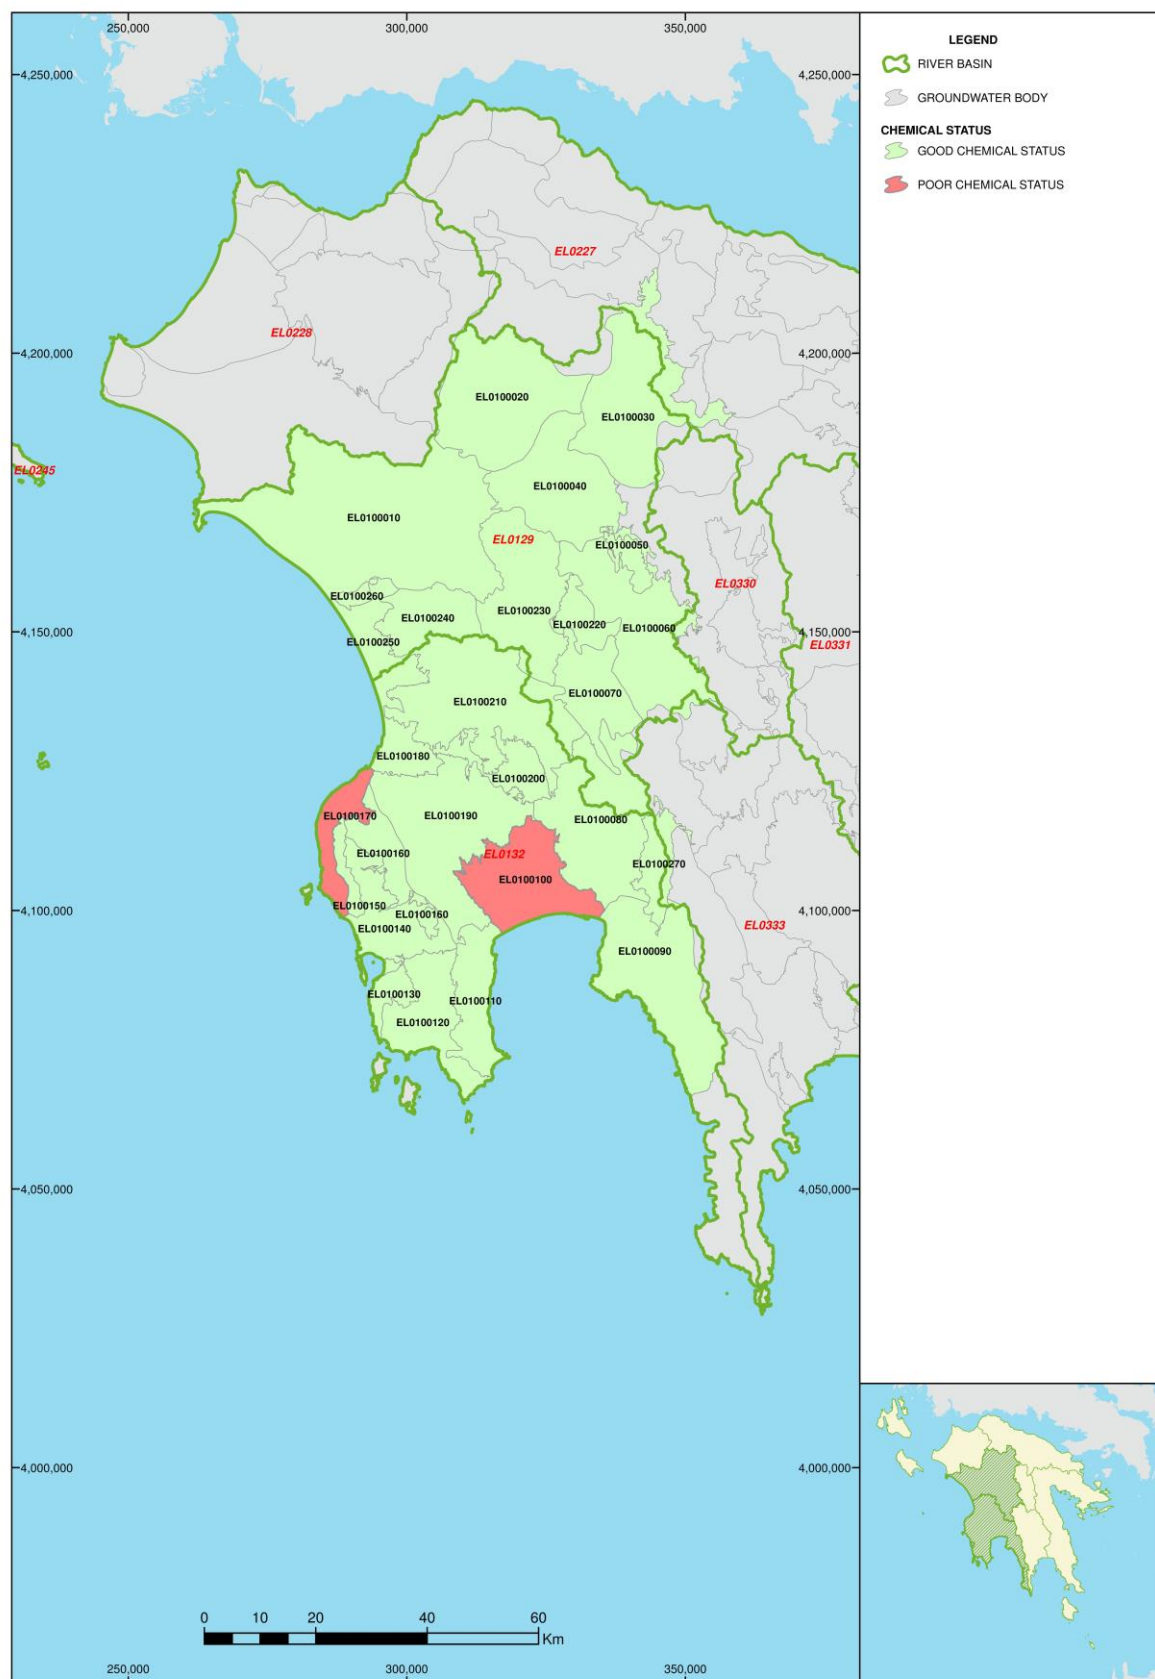 250,000
300,000
350,000
4,250,000
4,250,000
EL0227
EL0228
4,200,000
4,200,000
EL0100020
EL0100030
EL0245
EL0100040
EL0100010
EL0129
EL0100050
EL0330
EL0100260
EL0100230
EL0100240
EL0100220
EL0100060
4,150,000
4,150,000
EL0100250
EL0331
EL0100070
EL0100210
EL0100180
EL0100200
EL0100170
EL0100190
EL0100080
EL0100160
EL0132
EL0100270
EL0100100
EL0100150
4,100,000
4,100,000
EL0100160
EL0100140
EL0333
EL0100090
EL0100130
EL0100110
EL0100120
4,050,000
4,050,000
4,000,000
4,000,000
0 10 20 40 60
Km
250,000
300,000
350,000
LEGEND
RIVER BASIN
GROUNDWATER BODY
CHEMICAL STATUS
GOOD CHEMICAL STATUS
POOR CHEMICAL STATUS